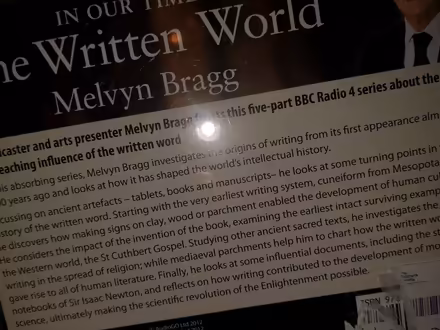 IN OUR TIME
he Written World
Melvyn Bragg
caster and arts presenter Melvyn Bragg this five-part BBC Radio 4 series about the
eaching influence of the written word
is absorbing series, Melvyn Bragg investigates the origins of writing from its first appearance alm
0 years ago and looks at how it has shaped the world's intellectual history.
cussing on ancient artefacts – tablets, books and manuscripts– he looks at some turning points in
story of the written word. Starting with the very earliest writing system, cuneiform from Mesopota
e discovers how making signs on clay, wood or parchment enabled the development of human cu
He considers the impact of the invention of the book, examining the earliest intact surviving examp
the Western world, the St Cuthbert Gospel. Studying other ancient sacred texts, he investigates the
writing in the spread of religion; while mediaeval parchments help him to chart how the written w
gave rise to all of human literature. Finally, he looks at some influential documents, including the
notebooks of Sir Isaac Newton, and reflects on how writing contributed to the development of mo
science, ultimately making the scientific revolution of the Enlightenment possible.